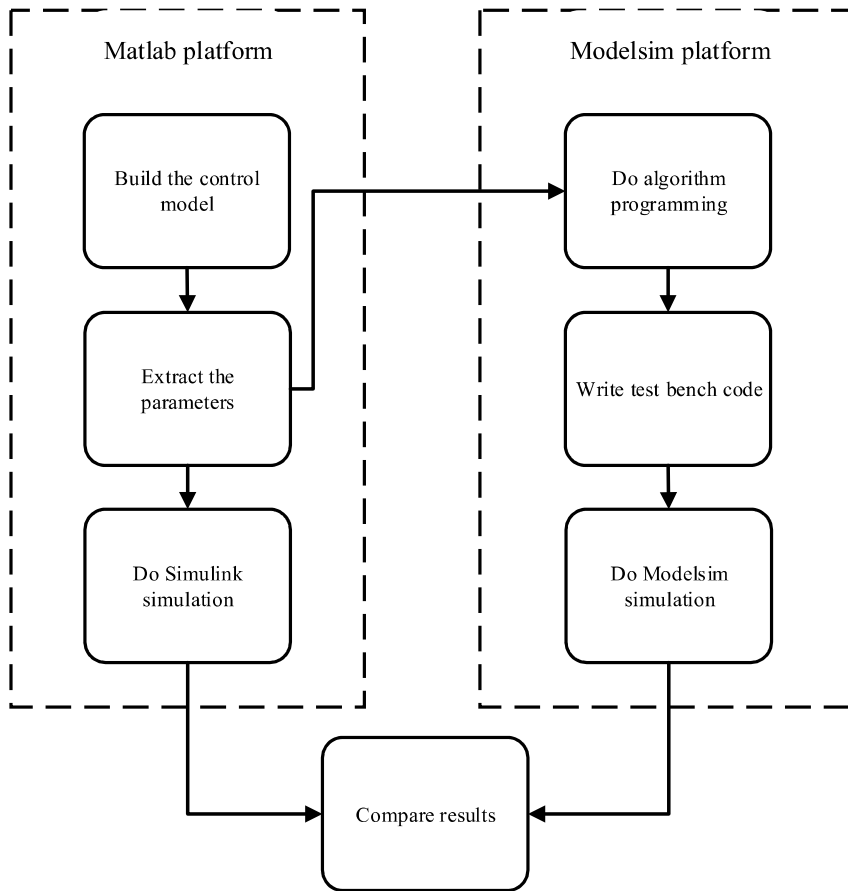 Matlab platform
Build the control
model
Extract the
parameters
Do Simulink
simulation
Modelsim platform
Do algorithm
programming
Write test bench code
Do Modelsim
simulation
Compare results